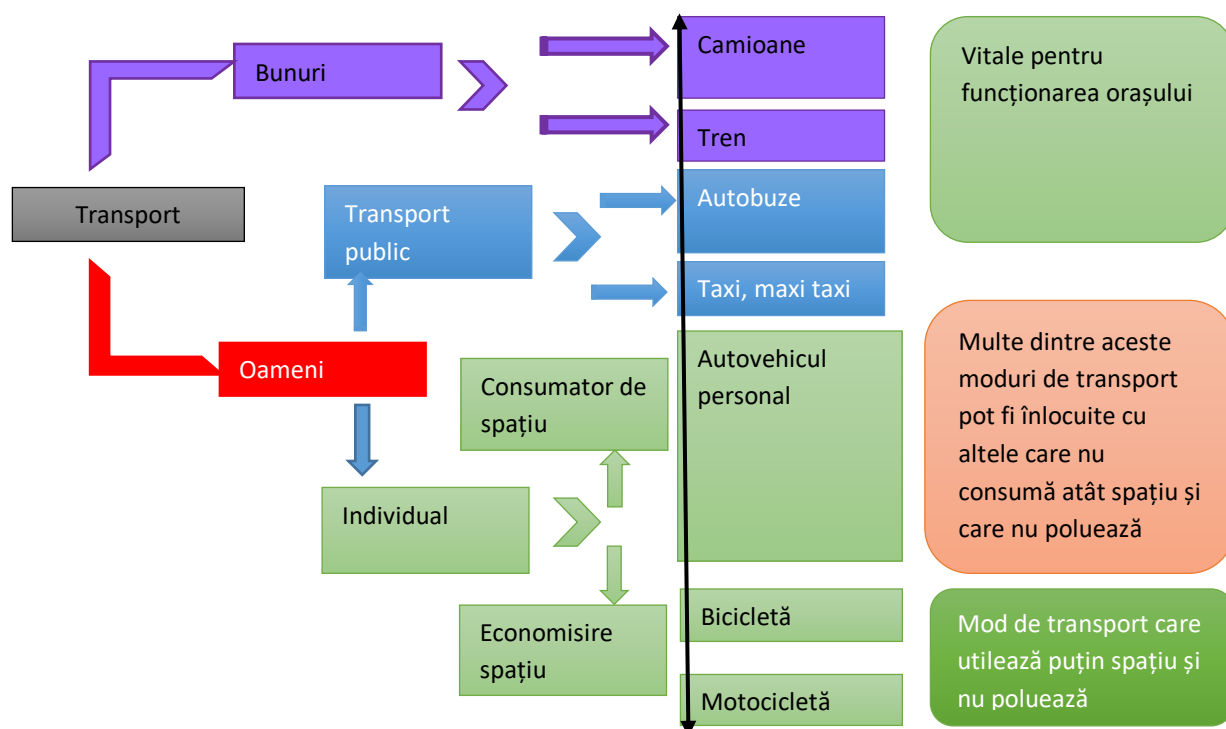 Bunuri
Camioane
Vitale pentru
funcționarea orașului
Tren
Transport
Transport
public
Autobuze
Taxi, maxi taxi
Oameni
Consumator de
spațiu
Autovehicul
personal
Multe dintre aceste
moduri de transport
pot fi înlocuite cu
altele care nu
consumă atât spațiu și
care nu poluează
Individual
Economisire
spațiu
Bicicletă
Motocicletă
Mod de transport care
utilează puțin spațiu și
nu poluează